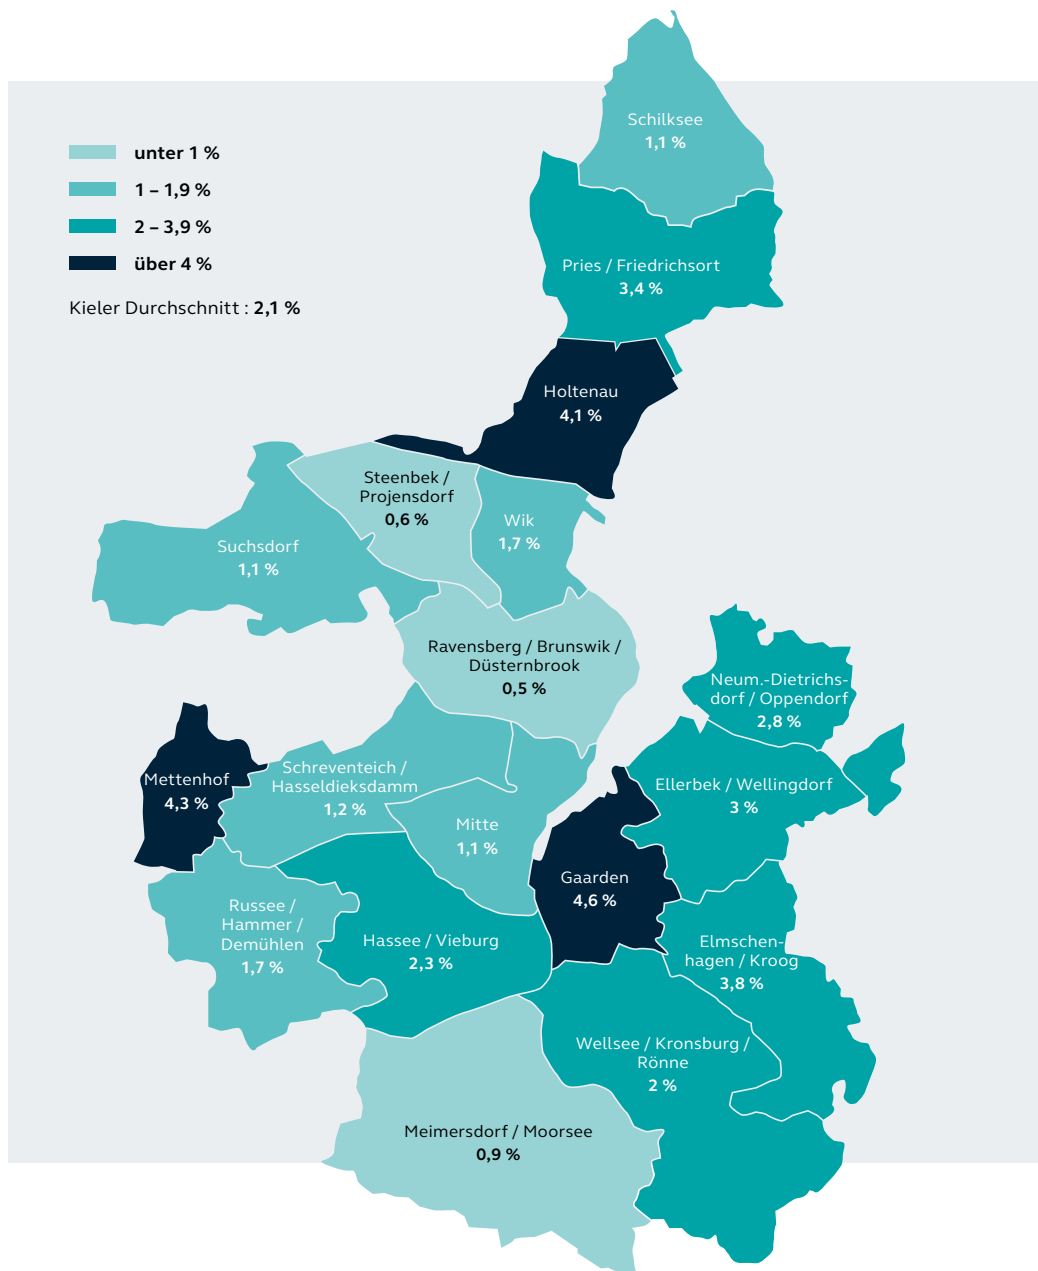 unter 1 %
1 – 1,9 %
2 – 3,9 %
über 4 %
Kieler Durchschnitt : 2,1 %
Schilksee
1,1 %
Pries / Friedrichsort
3,4 %
Holtenau
4,1 %
Steenbek /
Projensdorf
0,6 %
Wik
1,7 %
Suchsdorf
1,1 %
Ravensberg / Brunswik /
Düsternbrook
0,5 %
Neum.-Dietrichs-
dorf / Oppendorf
2,8 %
Mettenhof
4,3 %
Schreventeich /
Hasseldieksdamm
1,2 %
Ellerbek / Wellingdorf
3 %
Mitte
1,1 %
Gaarden
4,6 %
Russee /
Hammer /
Demühlen
1,7 %
Hassee / Vieburg
2,3 %
Elmschen-
hagen / Kroog
3,8 %
Wellsee / Kronsburg /
Rönne
2 %
Meimersdorf / Moorsee
0,9 %